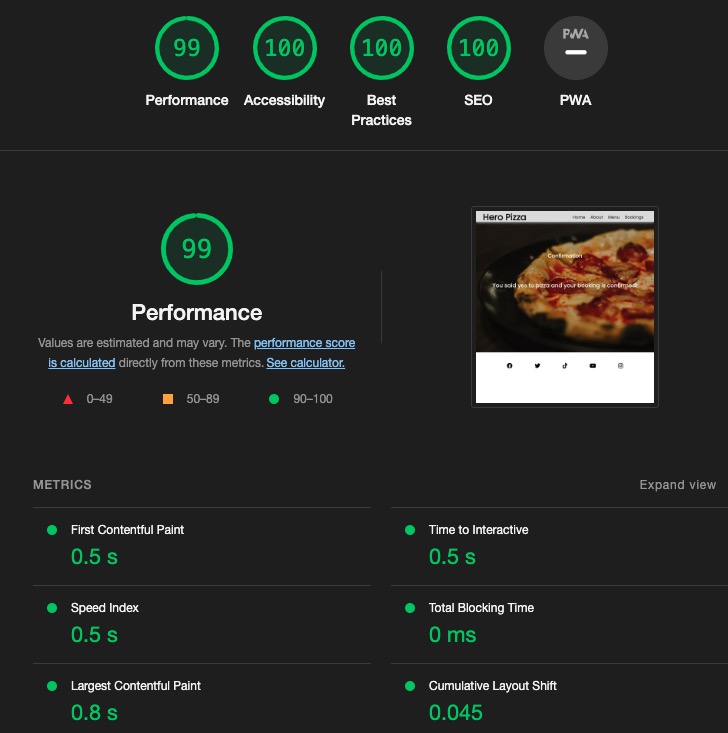 99
100
100
100
PWA
Performance
Accessibility
Best
Practices
SEO
PWA
99
Performance
Values are estimated and may vary. The performance score
is calculated directly from these metrics. See calculator.
0–49
50–89
90–100
Hero Pizza
Home About Menu Bookings
Confirmation
You said yes to pizza and your booking is confirmed!
METRICS
Expand view
First Contentful Paint
0.5 s
Time to Interactive
0.5 s
Speed Index
0.5 s
Total Blocking Time
0 ms
Largest Contentful Paint
0.8 s
Cumulative Layout Shift
0.045